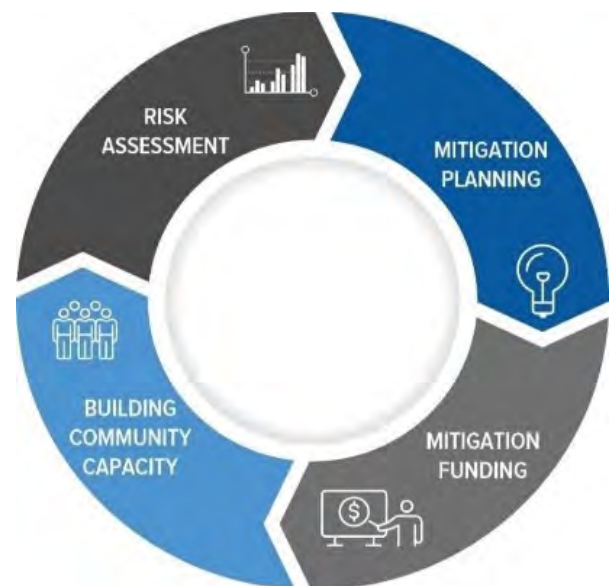 RISK
ASSESSMENT
MITIGATION
PLANNING
MITIGATION
FUNDING
$
BUILDING
COMMUNITY
CAPACITY